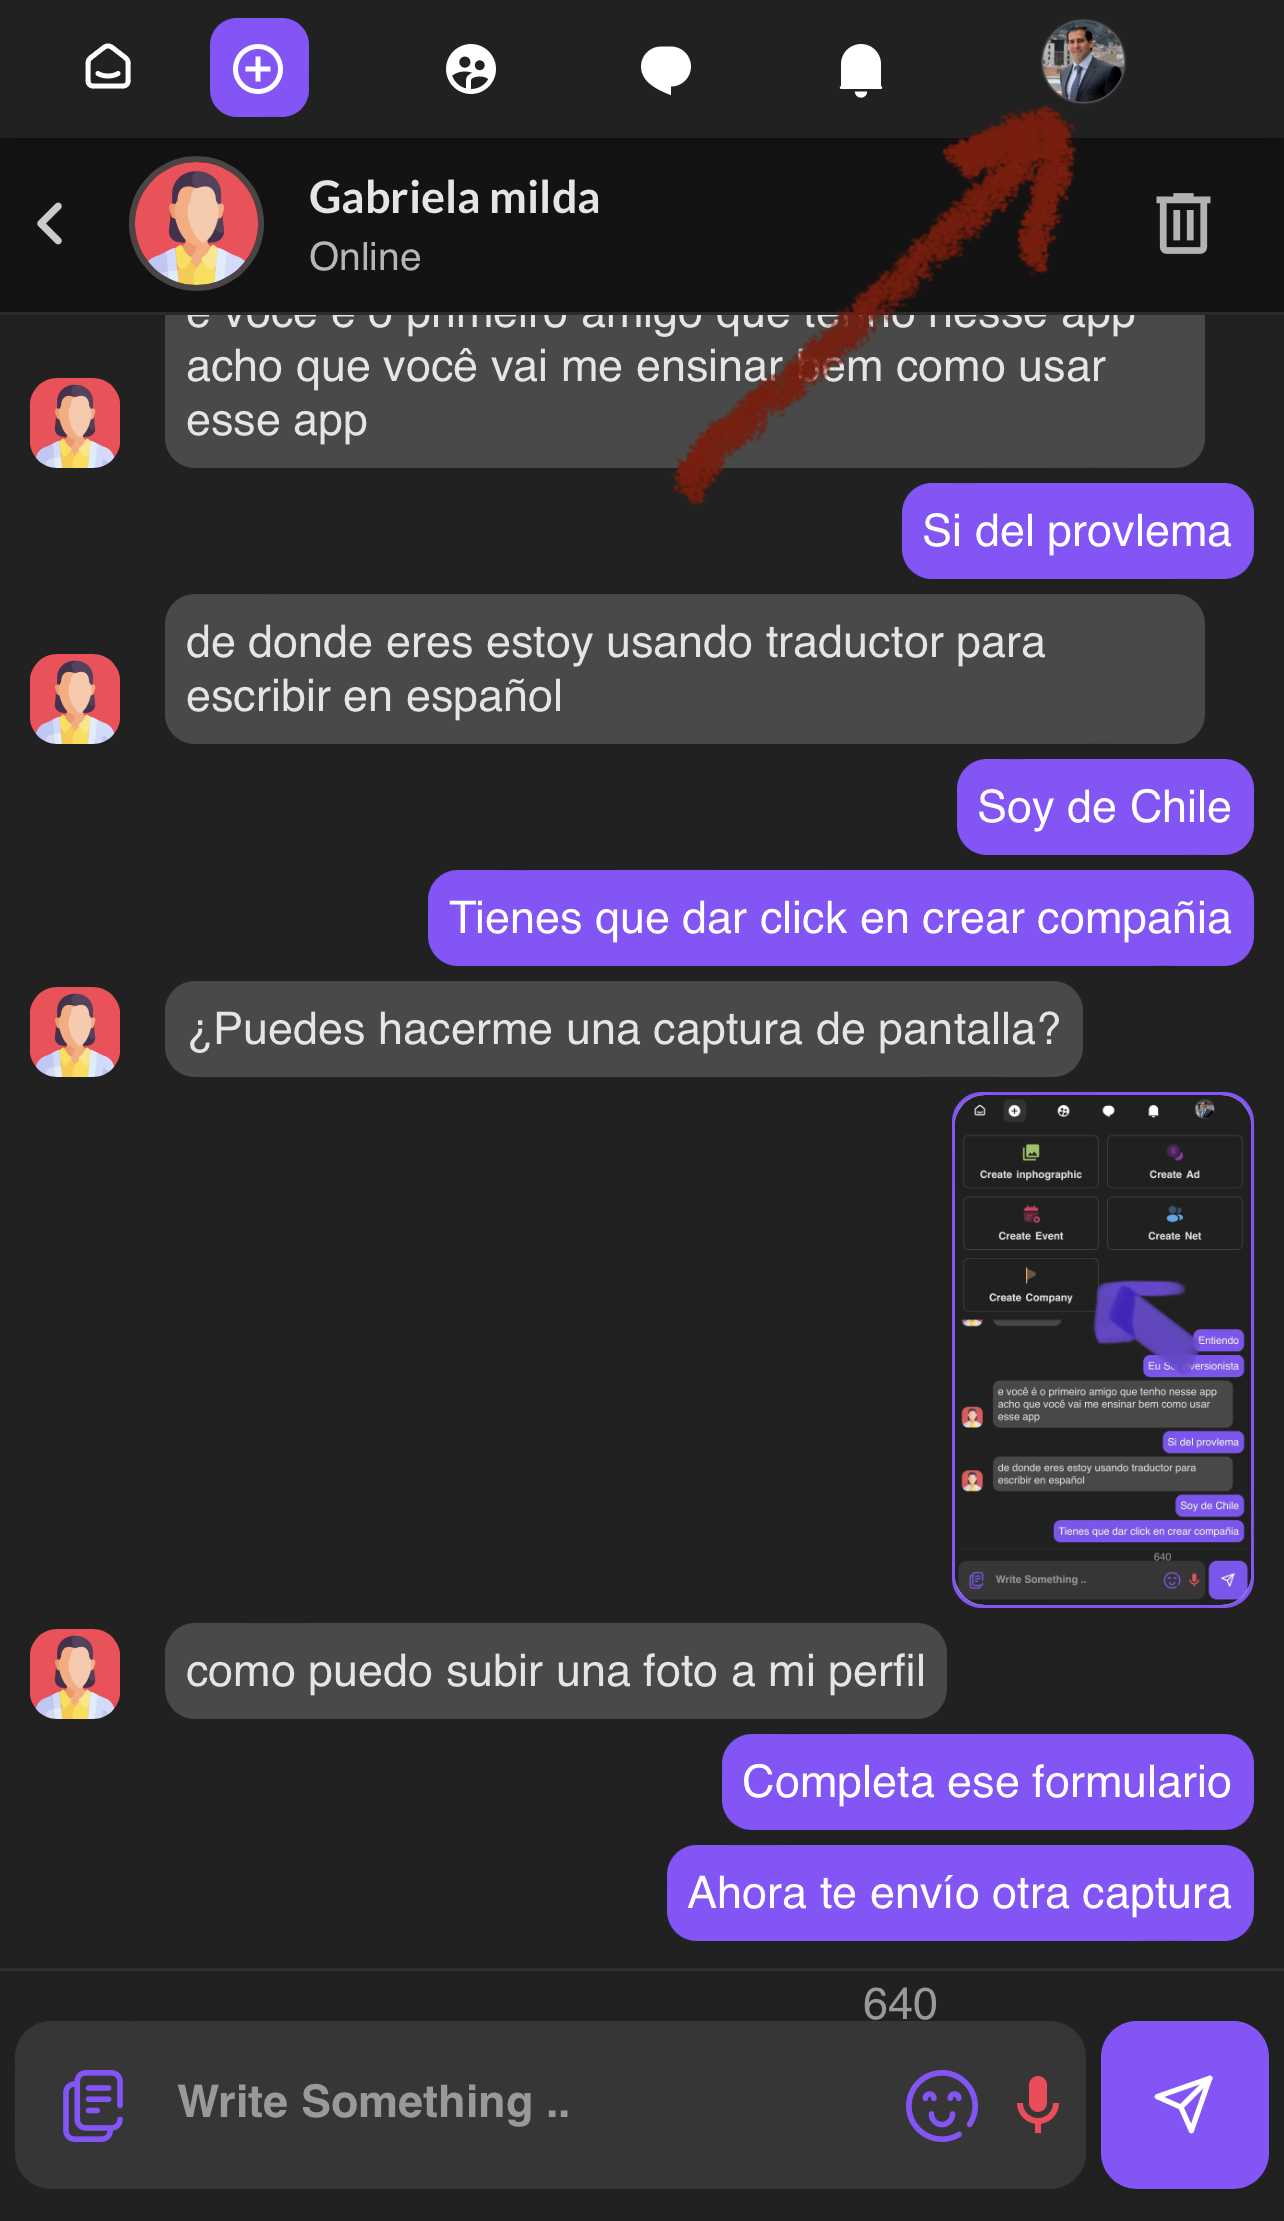 Gabriela milda
Online
e você é o primeiro amigo que tenho nesse app
acho que você vai me ensinar bem como usar
esse app
Si del provlema
de donde eres estoy usando traductor para
escribir en español
Soy de Chile
Tienes que dar click en crear compañia
¿Puedes hacerme una captura de pantalla?
Create inphographic
Create Ad
Create Event
Create Net
Create Company
Entiendo
Eu So versionista
e você é o primeiro amigo que tenho nesse app
acho que você vai me ensinar bem como usar
esse app
Si del provlema
de donde eres estoy usando traductor para
escribir en español
Soy de Chile
Tienes que dar click en crear compañia
640
Write Something ..
como puedo subir una foto a mi perfil
Completa ese formulario
Ahora te envío otra captura
640
Write Something ..